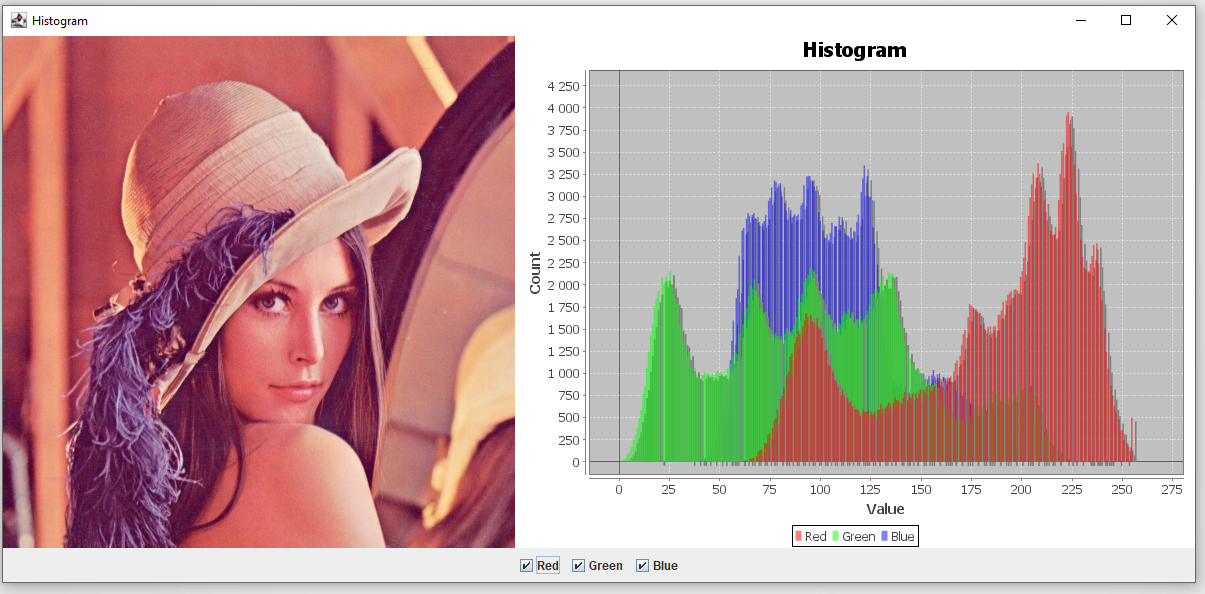 Histogram
Histogram
4 250
4 000
3 750
3 500
3 250
3 000
2 750
2 500
2 250
2 000
1 750
1 500
1 250
1 000
750
500
250
0
Count
0 25 50 75 100 125 150 175 200 225 250 275
Value
Red Green Blue
Red Green Blue